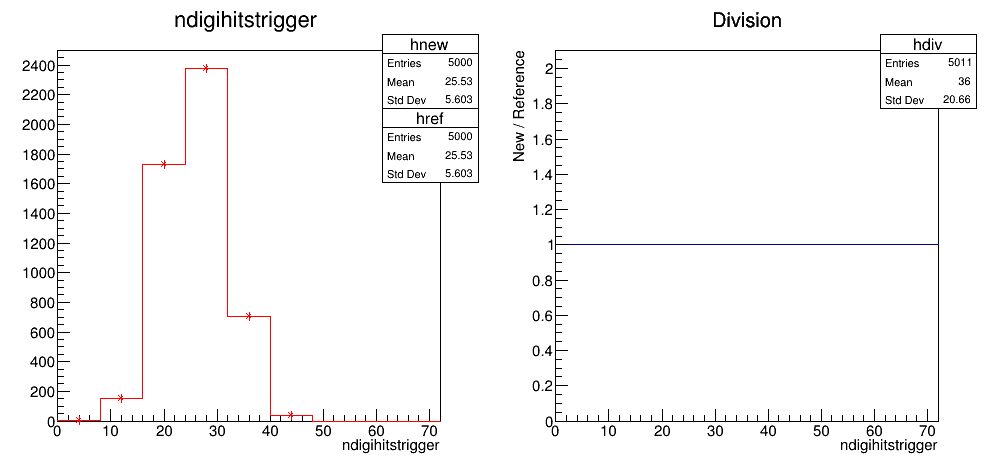 ndigihitstrigger
hnew
Entries 5000
Mean 25.53
Std Dev 5.603
href
Entries 5000
Mean 25.53
Std Dev 5.603
2400
2200
2000
1800
1600
1400
1200
1000
800
600
400
200
0
0 10 20 30 40 50 60 70
ndigihitstrigger
Division
hdiv
Entries 5011
Mean 36
Std Dev 20.66
New / Reference
2
1.8
1.6
1.4
1.2
1
0.8
0.6
0.4
0.2
0
0 10 20 30 40 50 60 70
ndigihitstrigger